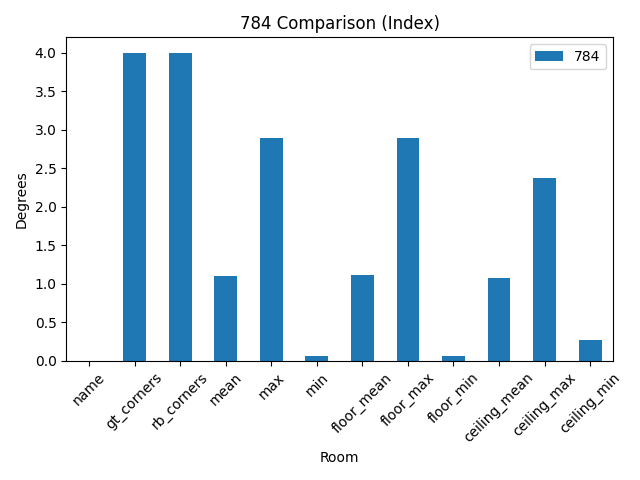 784 Comparison (Index)
784
Degrees
4.0
3.5
3.0
2.5
2.0
1.5
1.0
0.5
0.0
name
gt_corners
rb_corners
mean
max
min
floor_mean
floor_max
floor_min
ceiling_mean
ceiling_max
ceiling_min
Room